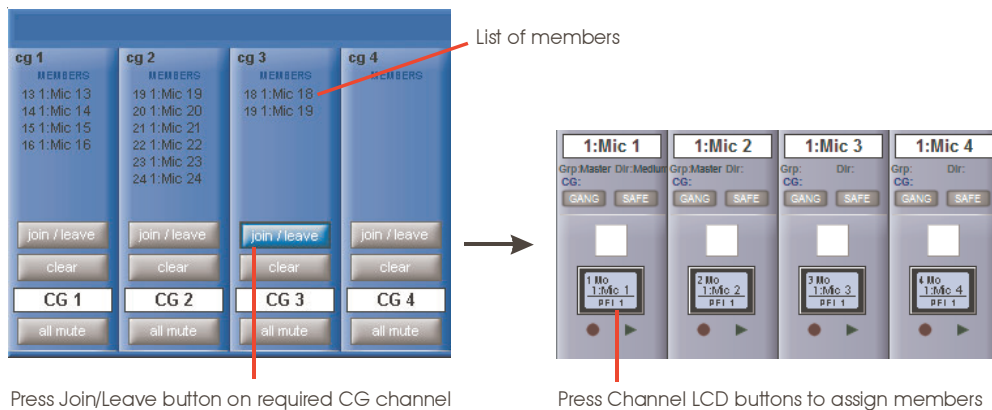 List of members
cg 1
MEMBERS
13 1:Mic 13
14 1:Mic 14
15 1:Mic 15
16 1:Mic 16
join / leave
clear
CG 1
all mute
cg 2
MEMBERS
19 1:Mic 19
20 1:Mic 20
21 1:Mic 21
22 1:Mic 22
23 1:Mic 23
24 1:Mic 24
join / leave
clear
CG 2
all mute
cg 3
MEMBERS
18 1:Mic 18
19 1:Mic 19
join / leave
clear
CG 3
all mute
cg 4
MEMBERS
join / leave
clear
CG 4
all mute
Press Join/Leave button on required CG channel
1:Mic 1
Grp:Master Dir:Medium
CG:
GANG SAFE
1 Mo
1:Mic 1
PFL 1
1:Mic 2
Grp:Master Dir:
CG:
GANG SAFE
2 Mo
1:Mic 2
PFL 1
1:Mic 3
Grp: Dir:
CG:
GANG SAFE
3 Mo
1:Mic 3
PFL 1
1:Mic 4
Grp: Dir:
CG:
GANG SAFE
4 Mo
1:Mic 4
PFL 1
Press Channel LCD buttons to assign members